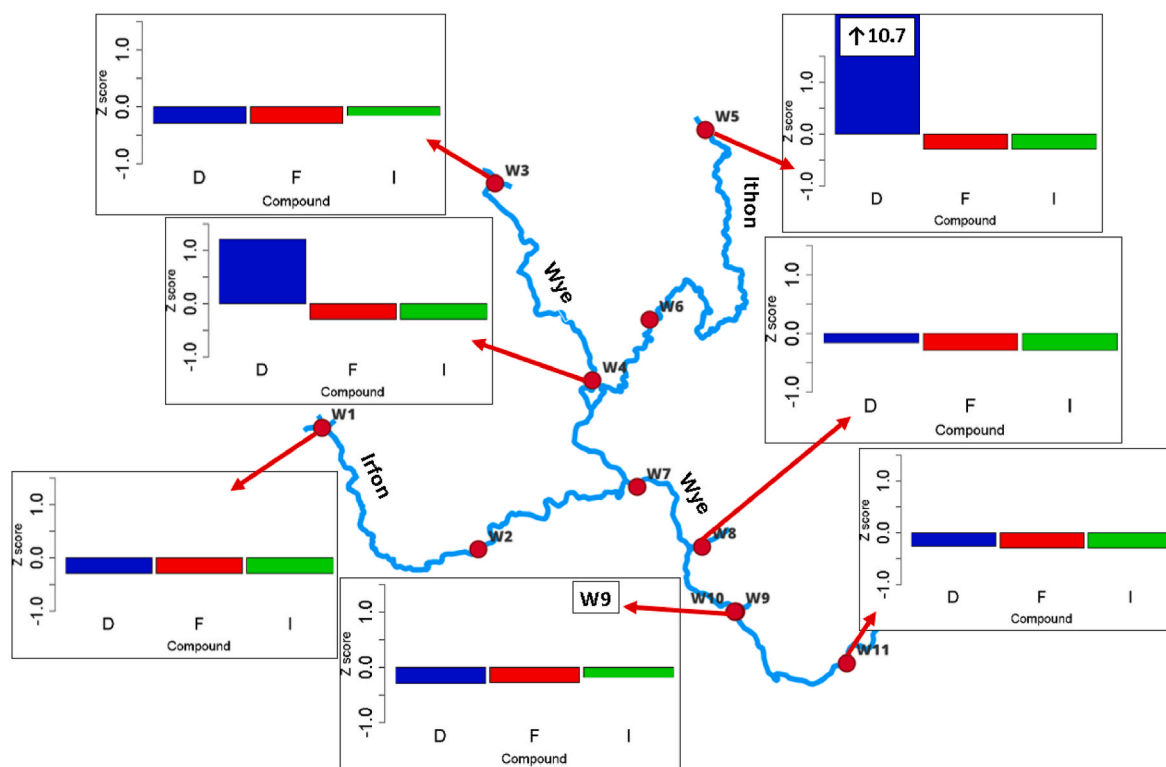 1.0
0.0
-1.0
Z score
D F I
Compound
↑10.7
1.0
0.0
-1.0
Z score
D F I
Compound
W5
W3
Ithon
1.0
0.0
-1.0
Z score
D F I
Compound
Wye
W6
1.0
0.0
-1.0
Z score
D F I
Compound
W4
W1
Irfon
W7
Wye
1.0
0.0
-1.0
Z score
D F I
Compound
W2
W8
1.0
0.0
-1.0
Z score
D F I
Compound
W9
W10 W9
1.0
0.0
-1.0
Z score
D F I
Compound
W11